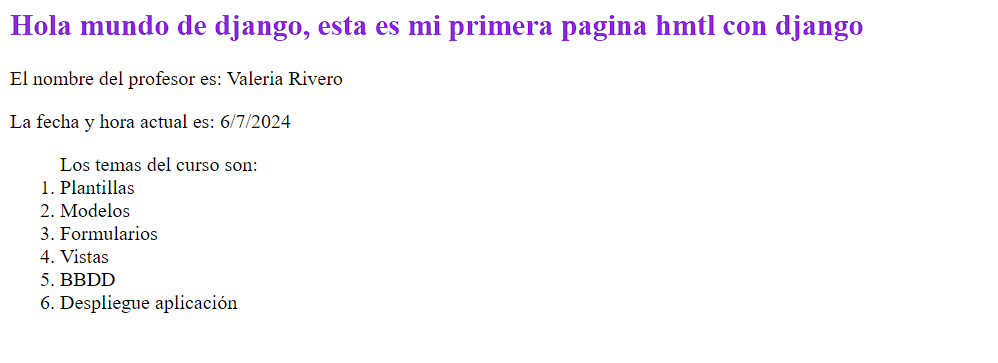 Hola mundo de django, esta es mi primera pagina hmtl con django
El nombre del profesor es: Valeria Rivero
La fecha y hora actual es: 6/7/2024
Los temas del curso son:
1. Plantillas
2. Modelos
3. Formularios
4. Vistas
5. BBDD
6. Despliegue aplicación